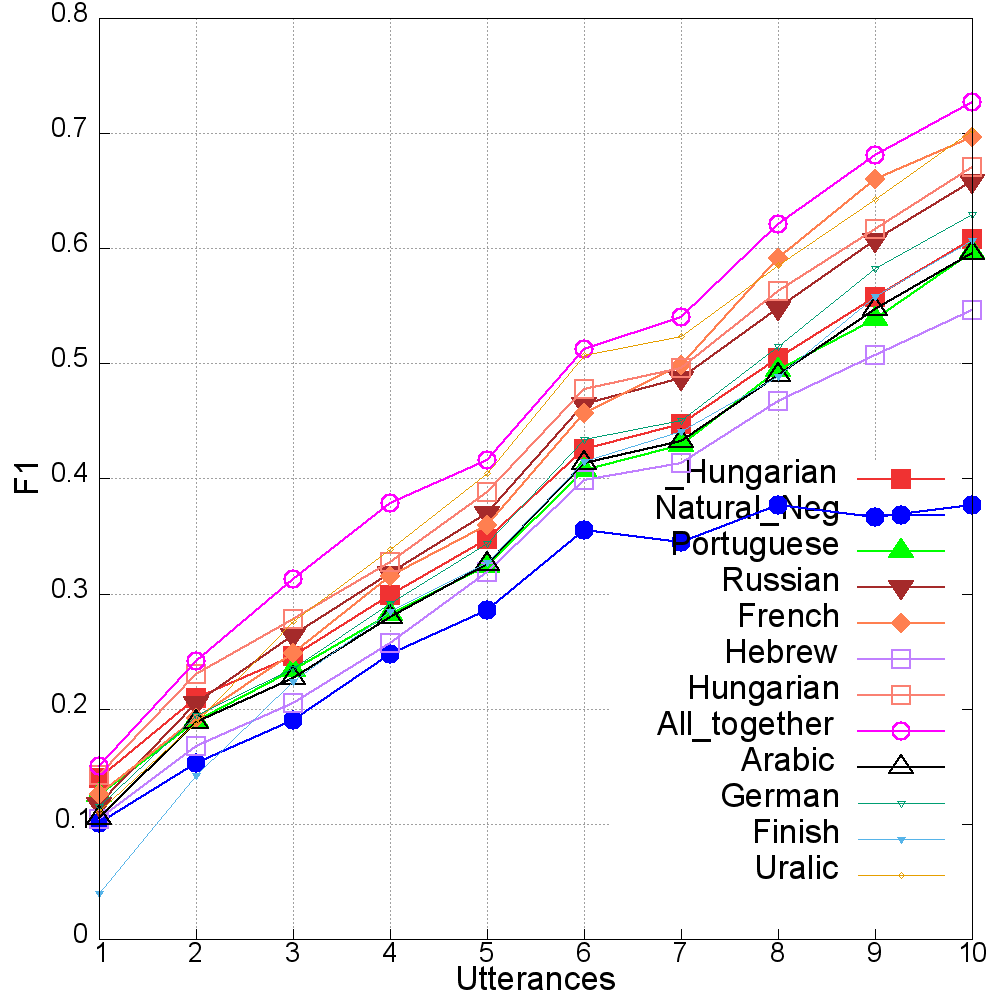 0.8
0.7
0.6
0.5
0.4
0.3
0.2
0.1
0
F1
_Hungarian
Natural_Neg
Portuguese
Russian
French
Hebrew
Hungarian
All_together
Arabic
German
Finish
Uralic
1 2 3 4 5 6 7 8 9 10
Utterances